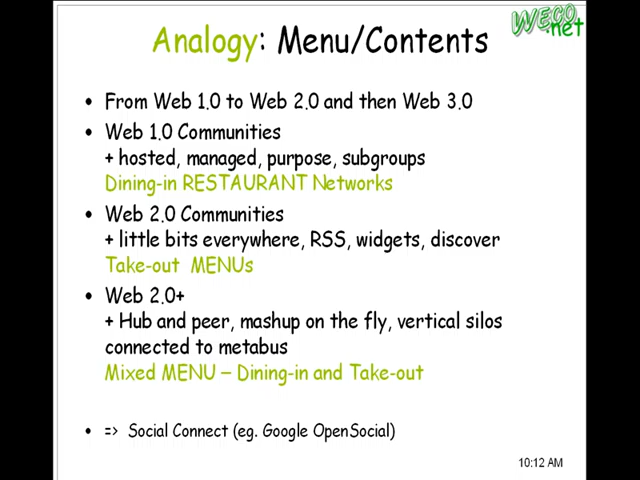 Analogy: Menu/Contents
WECO
.net
• From Web 1.0 to Web 2.0 and then Web 3.0
• Web 1.0 Communities
+ hosted, managed, purpose, subgroups
Dining-in RESTAURANT Networks
• Web 2.0 Communities
+ little bits everywhere, RSS, widgets, discover
Take-out MENUs
• Web 2.0+
+ Hub and peer, mashup on the fly, vertical silos
connected to metabus
Mixed MENU – Dining-in and Take-out
• => Social Connect (eg. Google OpenSocial)
10:12 AM